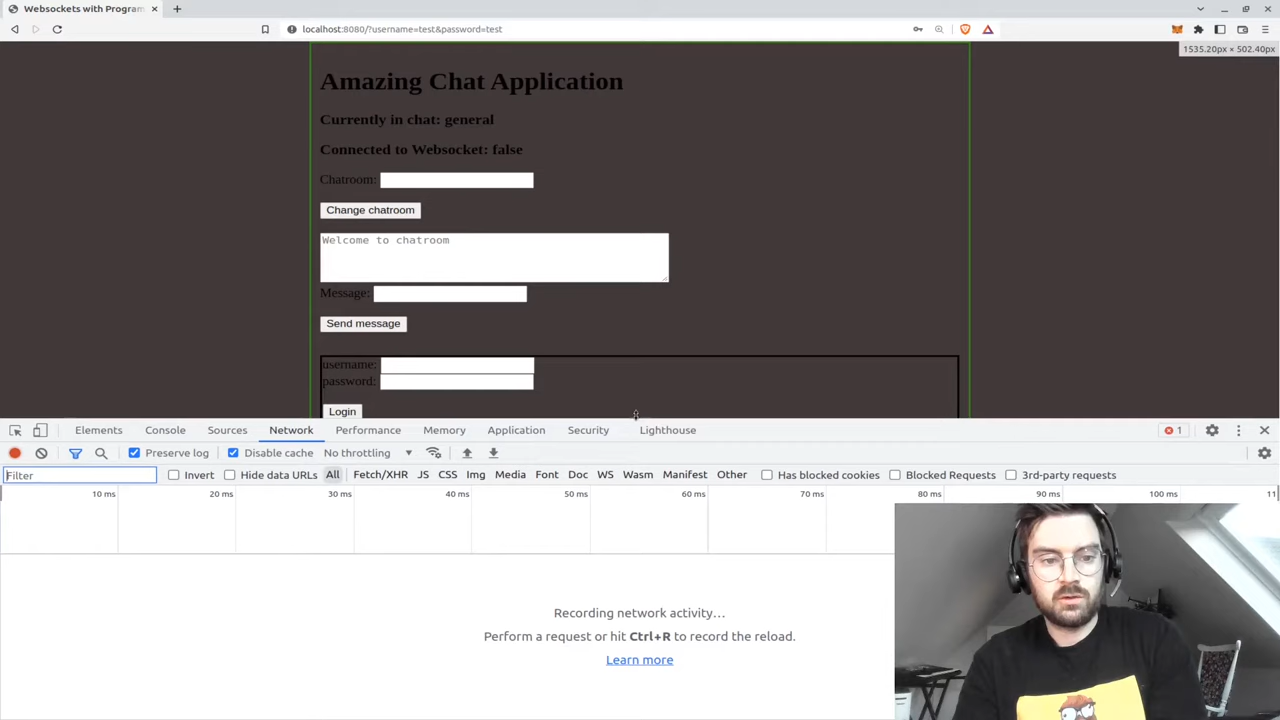 Websockets with Program
localhost:8080/?username=test&password=test
1535.20px × 502.40px
Amazing Chat Application
Currently in chat: general
Connected to Websocket: false
Chatroom:
Change chatroom
Welcome to chatroom
Message:
Send message
username:
password:
Login
Elements Console Sources Network Performance Memory Application Security Lighthouse 1
Preserve log Disable cache No throttling
Filter Invert Hide data URLs All Fetch/XHR JS CSS Img Media Font Doc WS Wasm Manifest Other Has blocked cookies Blocked Requests 3rd-party requests
10 ms 20 ms 30 ms 40 ms 50 ms 60 ms 70 ms 80 ms 90 ms 100 ms 11
Recording network activity…
Perform a request or hit Ctrl+R to record the reload.
Learn more